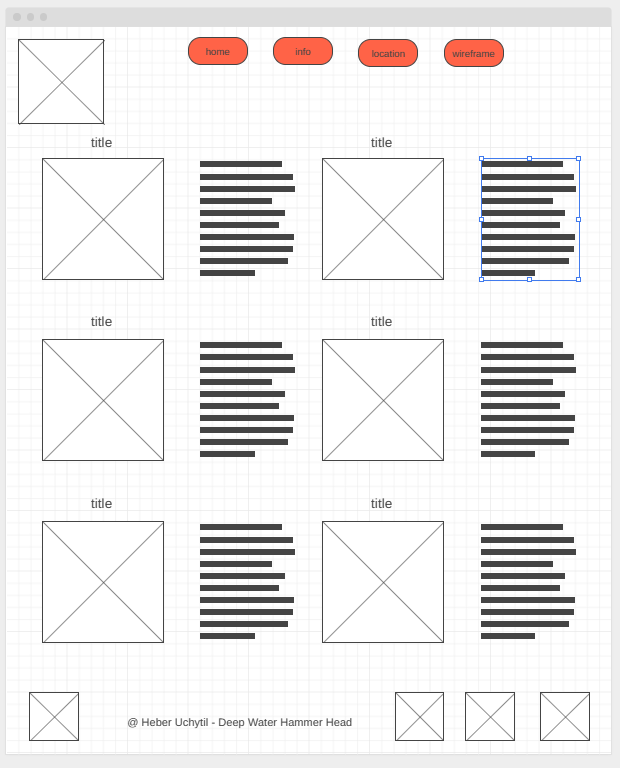 home
info
location
wireframe
title
title
title
title
title
title
@ Heber Uchytil - Deep Water Hammer Head